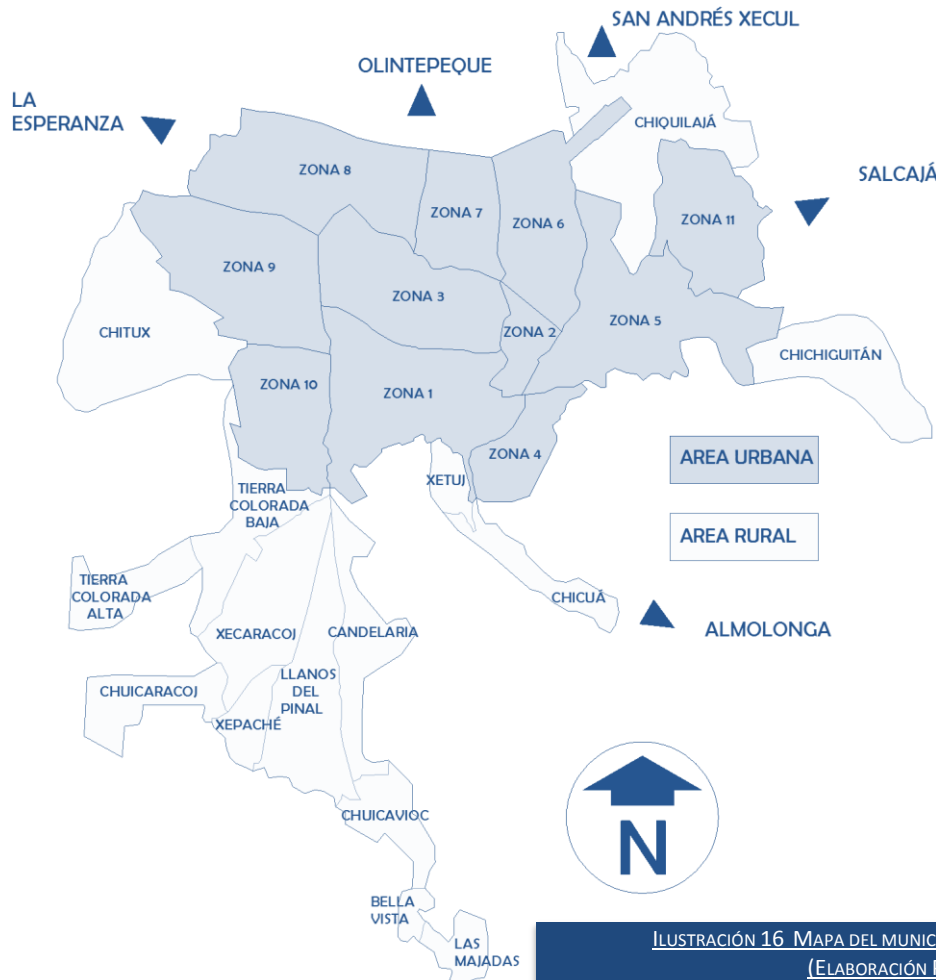 SAN ANDRÉS XECUL
OLINTEPEQUE
LA
ESPERANZA
CHIQUILAJÁ
SALCAJÁ
ZONA 8
ZONA 7
ZONA 6
ZONA 11
ZONA 9
ZONA 3
ZONA 2
ZONA 5
CHITUX
CHICHIGUITÁN
ZONA 10
ZONA 1
ZONA 4
AREA URBANA
XETUJ
TIERRA
COLORADA
BAJA
AREA RURAL
TIERRA
COLORADA
ALTA
CHICUÁ
ALMOLONGA
XECARACOJ
CANDELARIA
LLANOS
DEL
PINAL
CHUICARACOJ
XEPACHÉ
CHUICAVIOC
N
BELLA
VISTA
LAS
MAJADAS
ILUSTRACIÓN 16 MAPA DEL MUNIC
(ELABORACIÓN